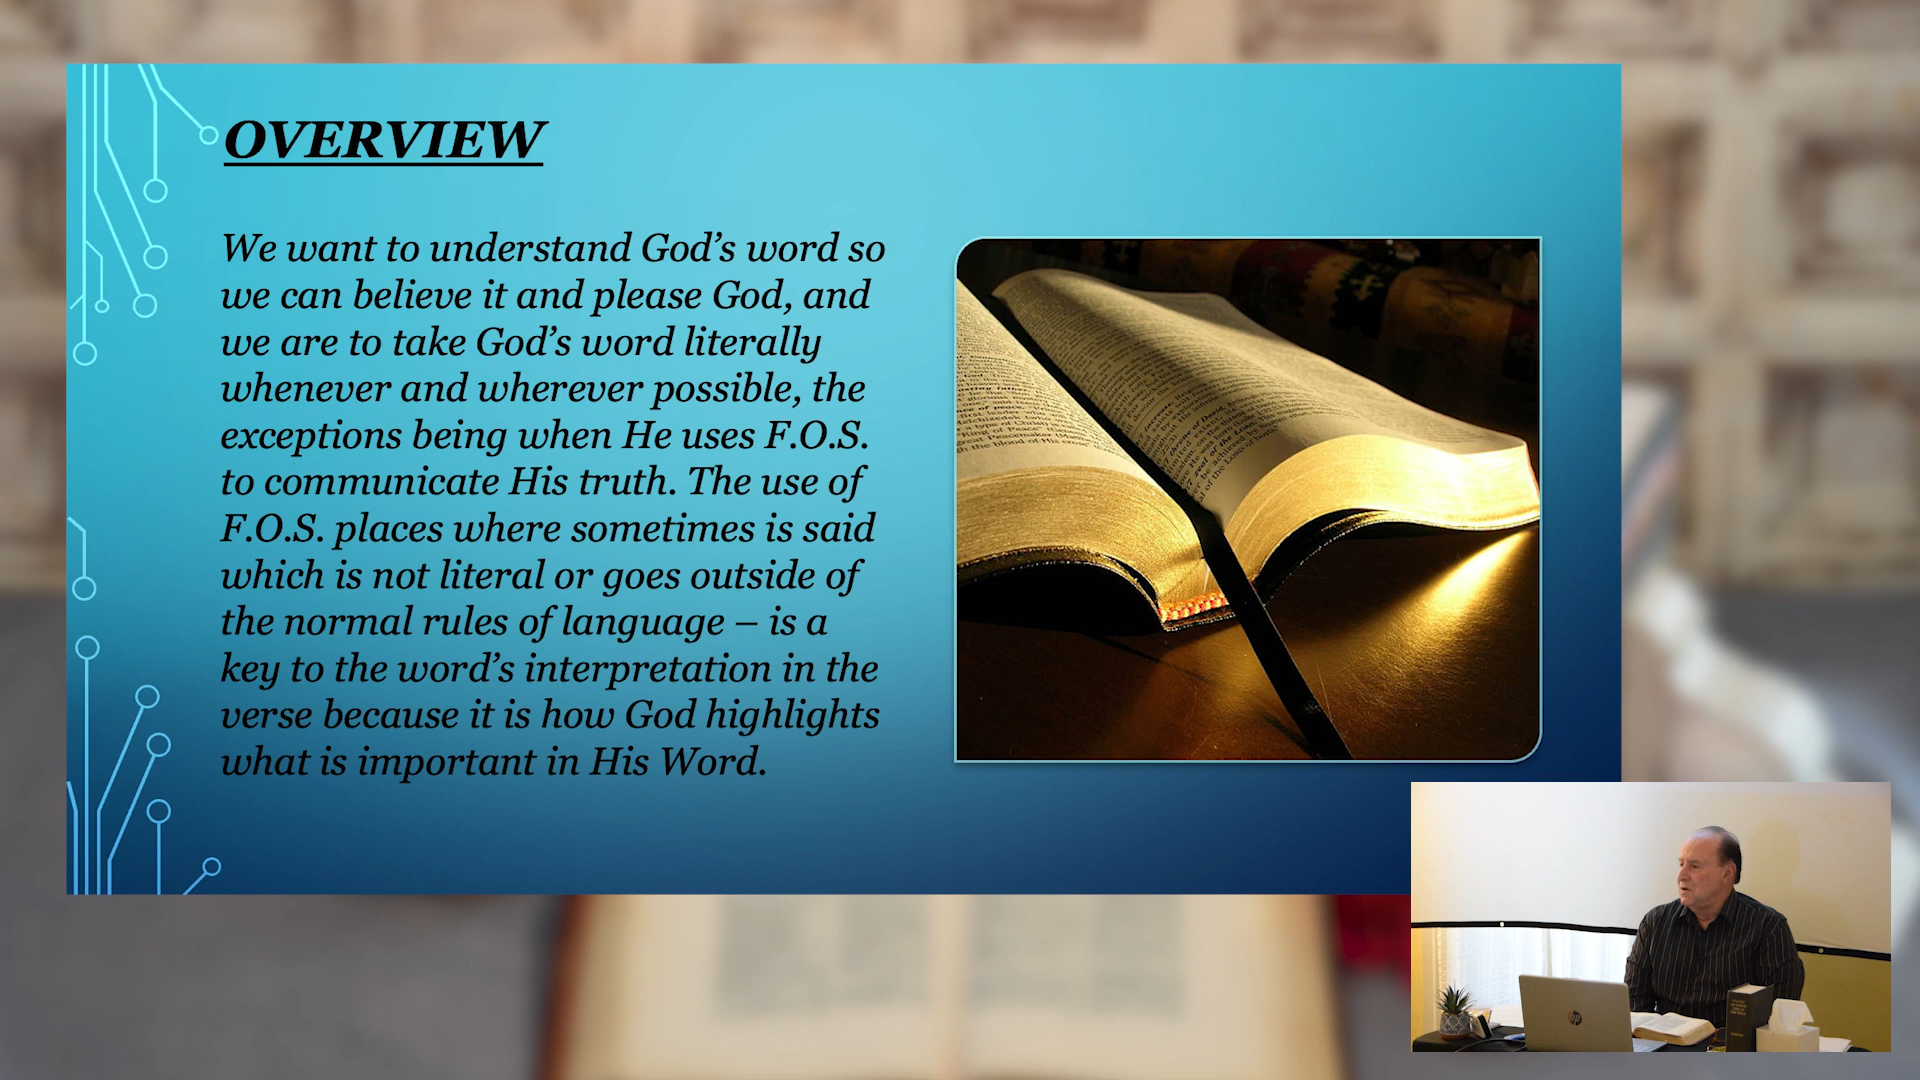 OVERVIEW
We want to understand God’s word so
we can believe it and please God, and
we are to take God’s word literally
whenever and wherever possible, the
exceptions being when He uses F.O.S.
to communicate His truth. The use of
F.O.S. places where sometimes is said
which is not literal or goes outside of
the normal rules of language – is a
key to the word’s interpretation in the
verse because it is how God highlights
what is important in His Word.
hp